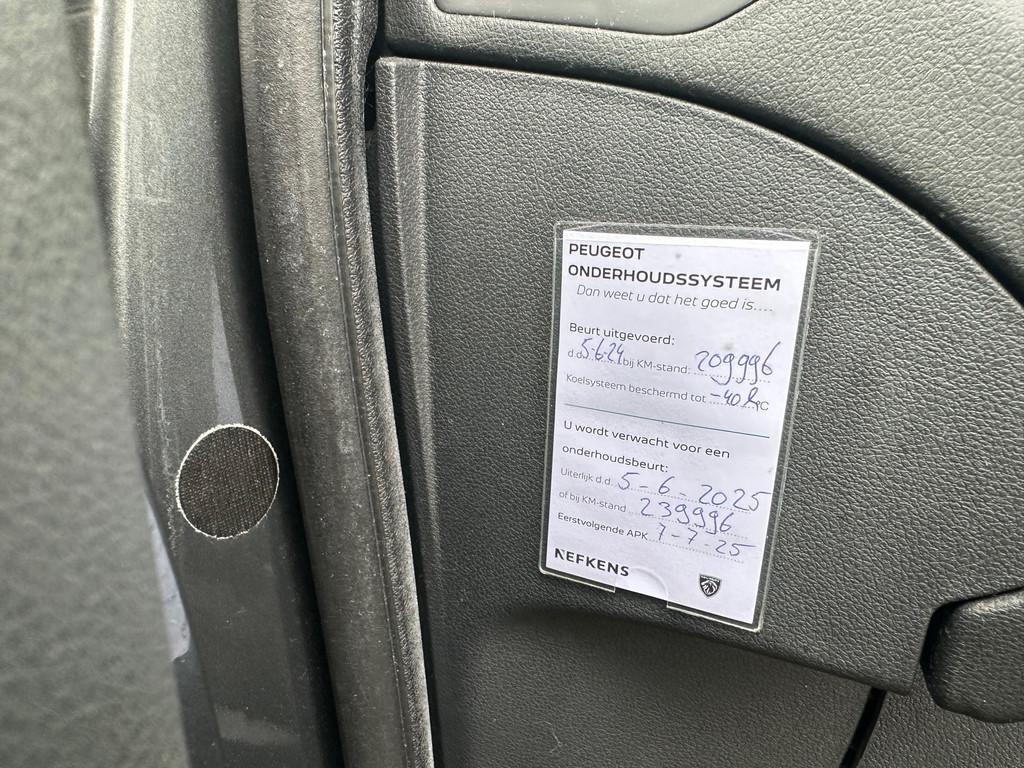 PEUGEOT
ONDERHOUDSSYSTEEM
Dan weet u dat het goed is....
Beurt uitgevoerd:
d.d. 5-6-24 bij KM-stand: 209996
Koelsysteem beschermd tot -40 °C
U wordt verwacht voor een
onderhoudsbeurt:
Uiterlijk d.d. 5-6-2025
of bij KM-stand 239996
Eerstvolgende APK 7-7-25
NEFKENS